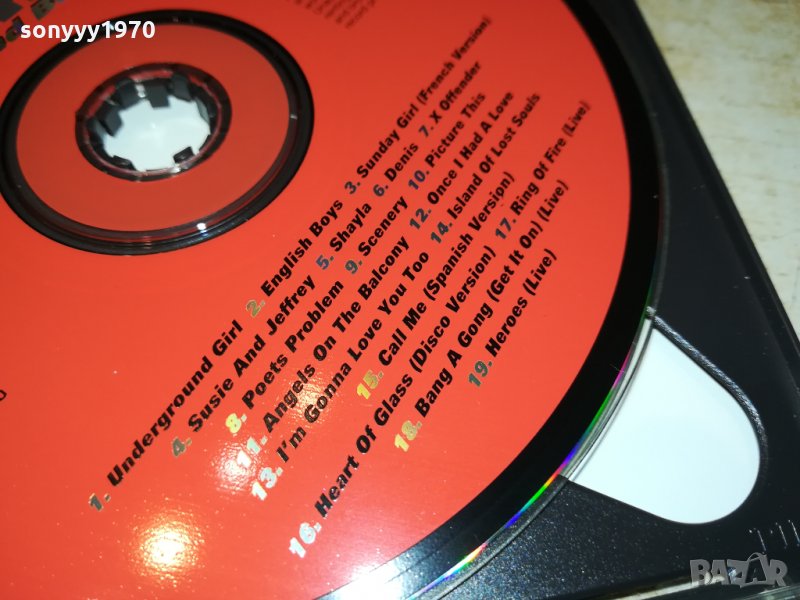 sonyyy1970
1. Underground Girl 2. English Boys 3. Sunday Girl (French Version)
4. Susie And Jeffrey 5. Shayla 6. Denis 7. X Offender
8. Poets Problem 9. Scenery 10. Picture This
11. Angels On The Balcony 12. Once I Had A Love
13. I'm Gonna Love You Too 14. Island Of Lost Souls
15. Call Me (Spanish Version)
16. Heart Of Glass (Disco Version) 17. Ring Of Fire (Live)
18. Bang A Gong (Get It On) (Live)
19. Heroes (Live)
BAZAR